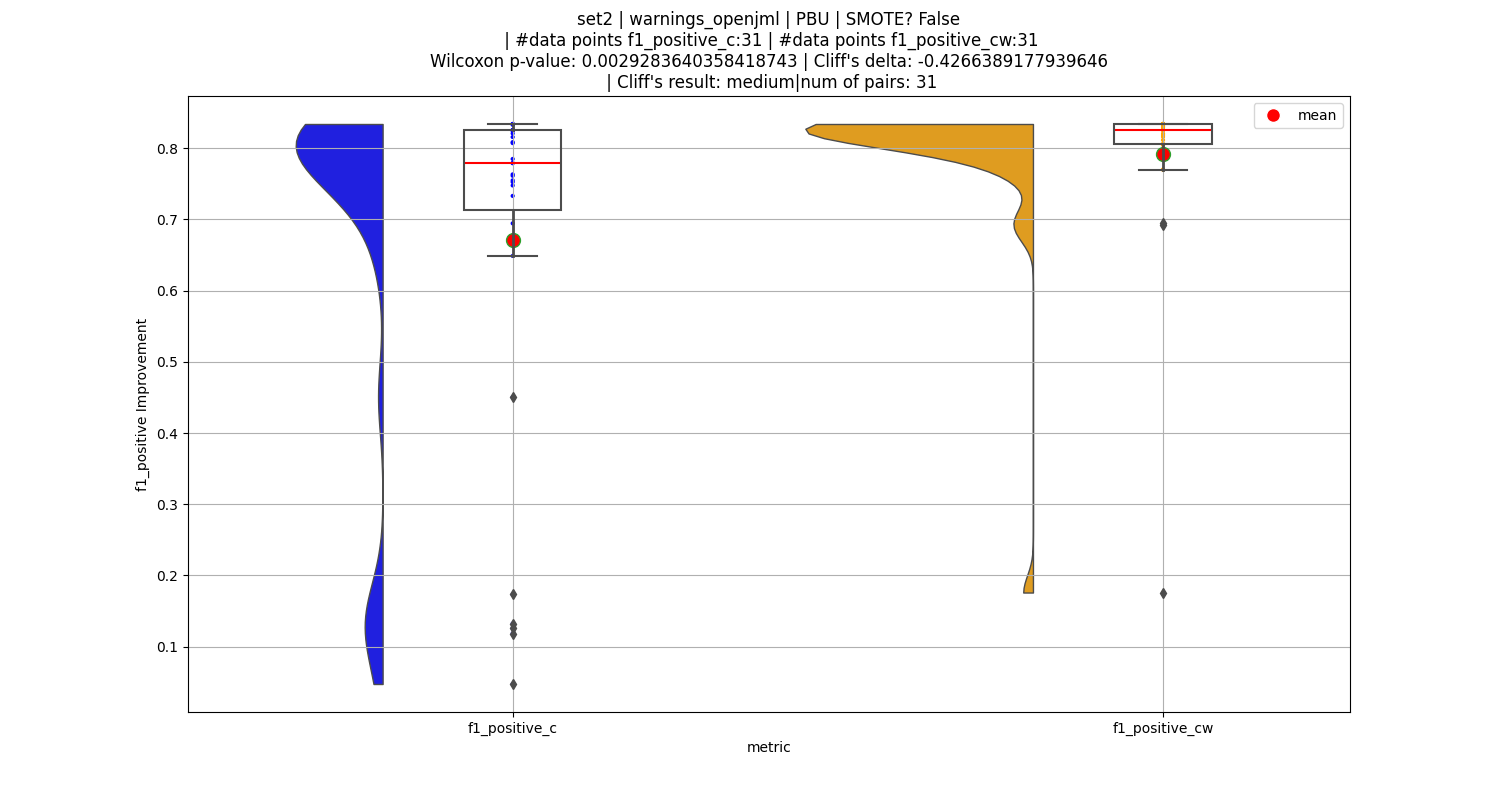 set2 | warnings_openjml | PBU | SMOTE? False
| #data points f1_positive_c:31 | #data points f1_positive_cw:31
Wilcoxon p-value: 0.0029283640358418743 | Cliff's delta: -0.4266389177939646
| Cliff's result: medium|num of pairs: 31
mean
0.8
0.7
0.6
0.5
0.4
0.3
0.2
0.1
f1_positive Improvement
f1_positive_c
f1_positive_cw
metric